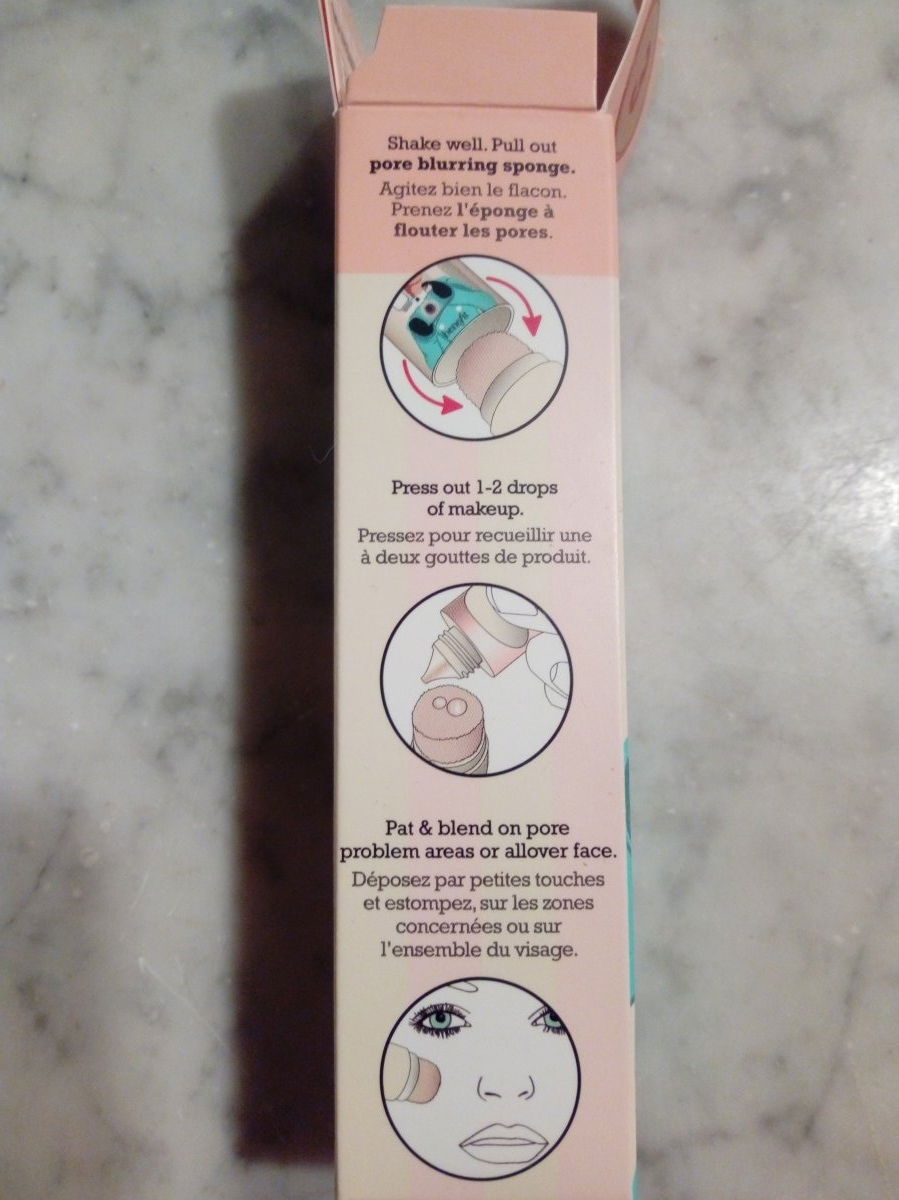 Shake well. Pull out
pore blurring sponge.
Agitez bien le flacon.
Prenez l'éponge à
flouter les pores.
benefit
Press out 1-2 drops
of makeup.
Pressez pour recueillir une
à deux gouttes de produit.
Pat & blend on pore
problem areas or allover face.
Déposez par petites touches
et estompez, sur les zones
concernées ou sur
l'ensemble du visage.